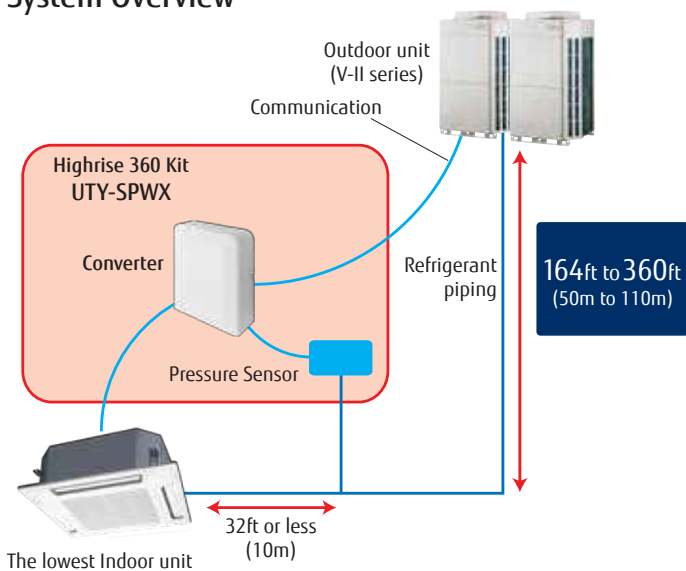 System Overview
Outdoor unit
(V-II series)
Communication
Highrise 360 Kit
UTY-SPWX
Converter
Refrigerant
piping
164ft to 360ft
(50m to 110m)
Pressure Sensor
32ft or less
(10m)
The lowest Indoor unit